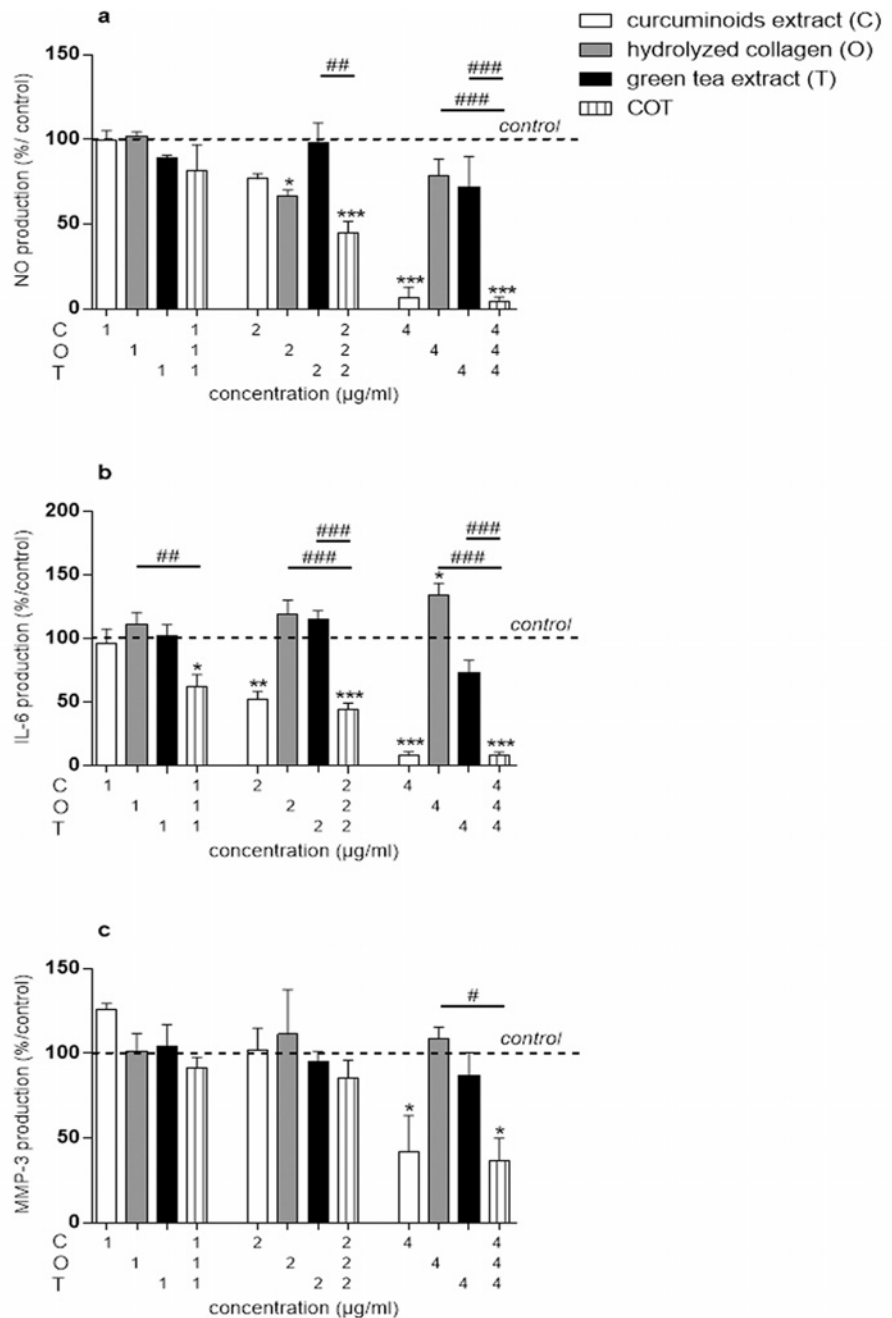 a
curcuminoids extract (C)
hydrolyzed collagen (O)
green tea extract (T)
COT
NO production (%/ control)
150
100
50
0
##
###
###
control
*
***
***
***
C 1 1 2 2 4 4
O 1 1 2 2 4 4
T 1 1 2 2 4 4
concentration (µg/ml)
b
IL-6 production (%/control)
200
150
100
50
0
##
###
###
###
###
*
control
*
**
***
***
***
C 1 1 2 2 4 4
O 1 1 2 2 4 4
T 1 1 2 2 4 4
concentration (µg/ml)
c
MMP-3 production (%/control)
150
100
50
0
#
control
*
*
C 1 1 2 2 4 4
O 1 1 2 2 4 4
T 1 1 2 2 4 4
concentration (µg/ml)